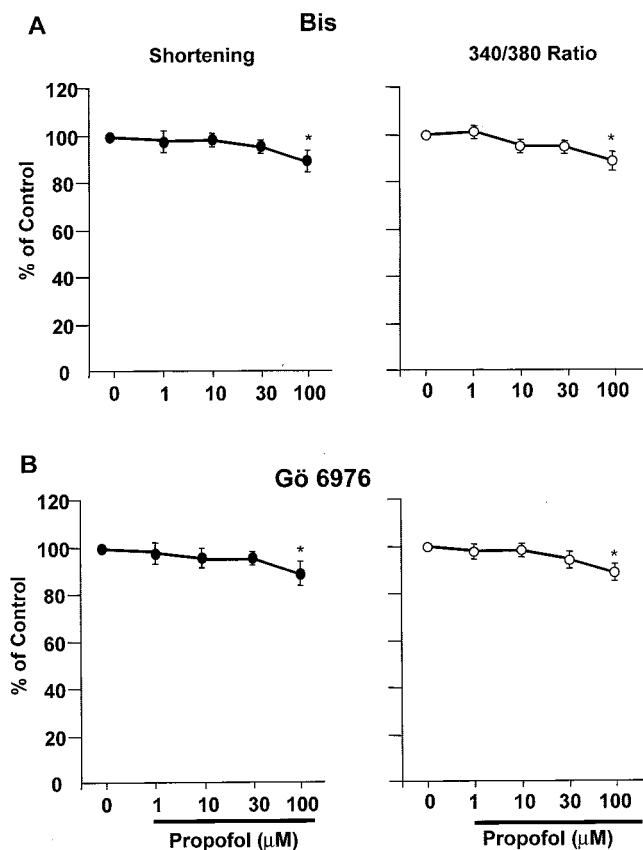 A
Bis
Shortening
340/380 Ratio
120
100
80
60
40
20
0
% of Control
*
*
0 1 10 30 100
0 1 10 30 100
B
Gö 6976
120
100
80
60
40
20
0
% of Control
*
*
0 1 10 30 100
0 1 10 30 100
Propofol (μM)
Propofol (μM)